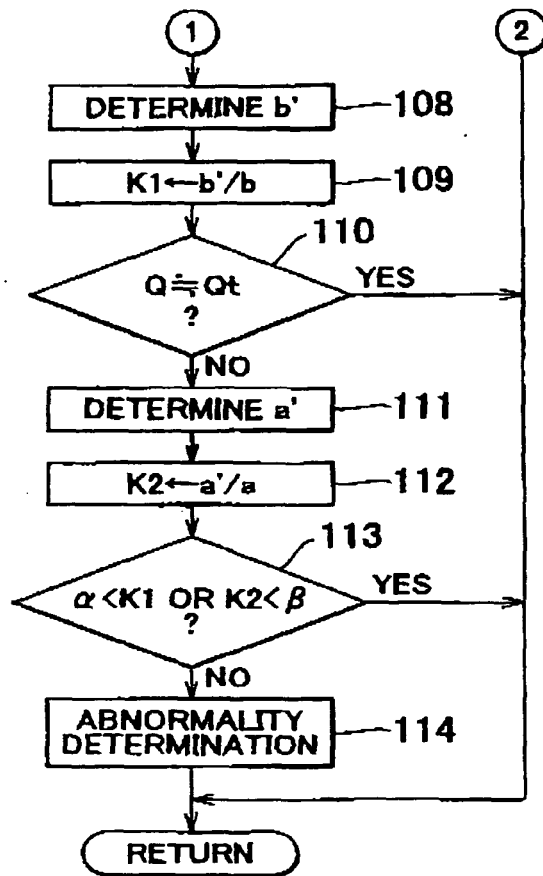 1
2
DETERMINE b'
108
K1←b'/b
109
110
Q≒Qt
?
YES
NO
DETERMINE a'
111
K2←a'/a
112
113
α<K1 OR K2<β
?
YES
NO
ABNORMALITY
DETERMINATION
114
RETURN